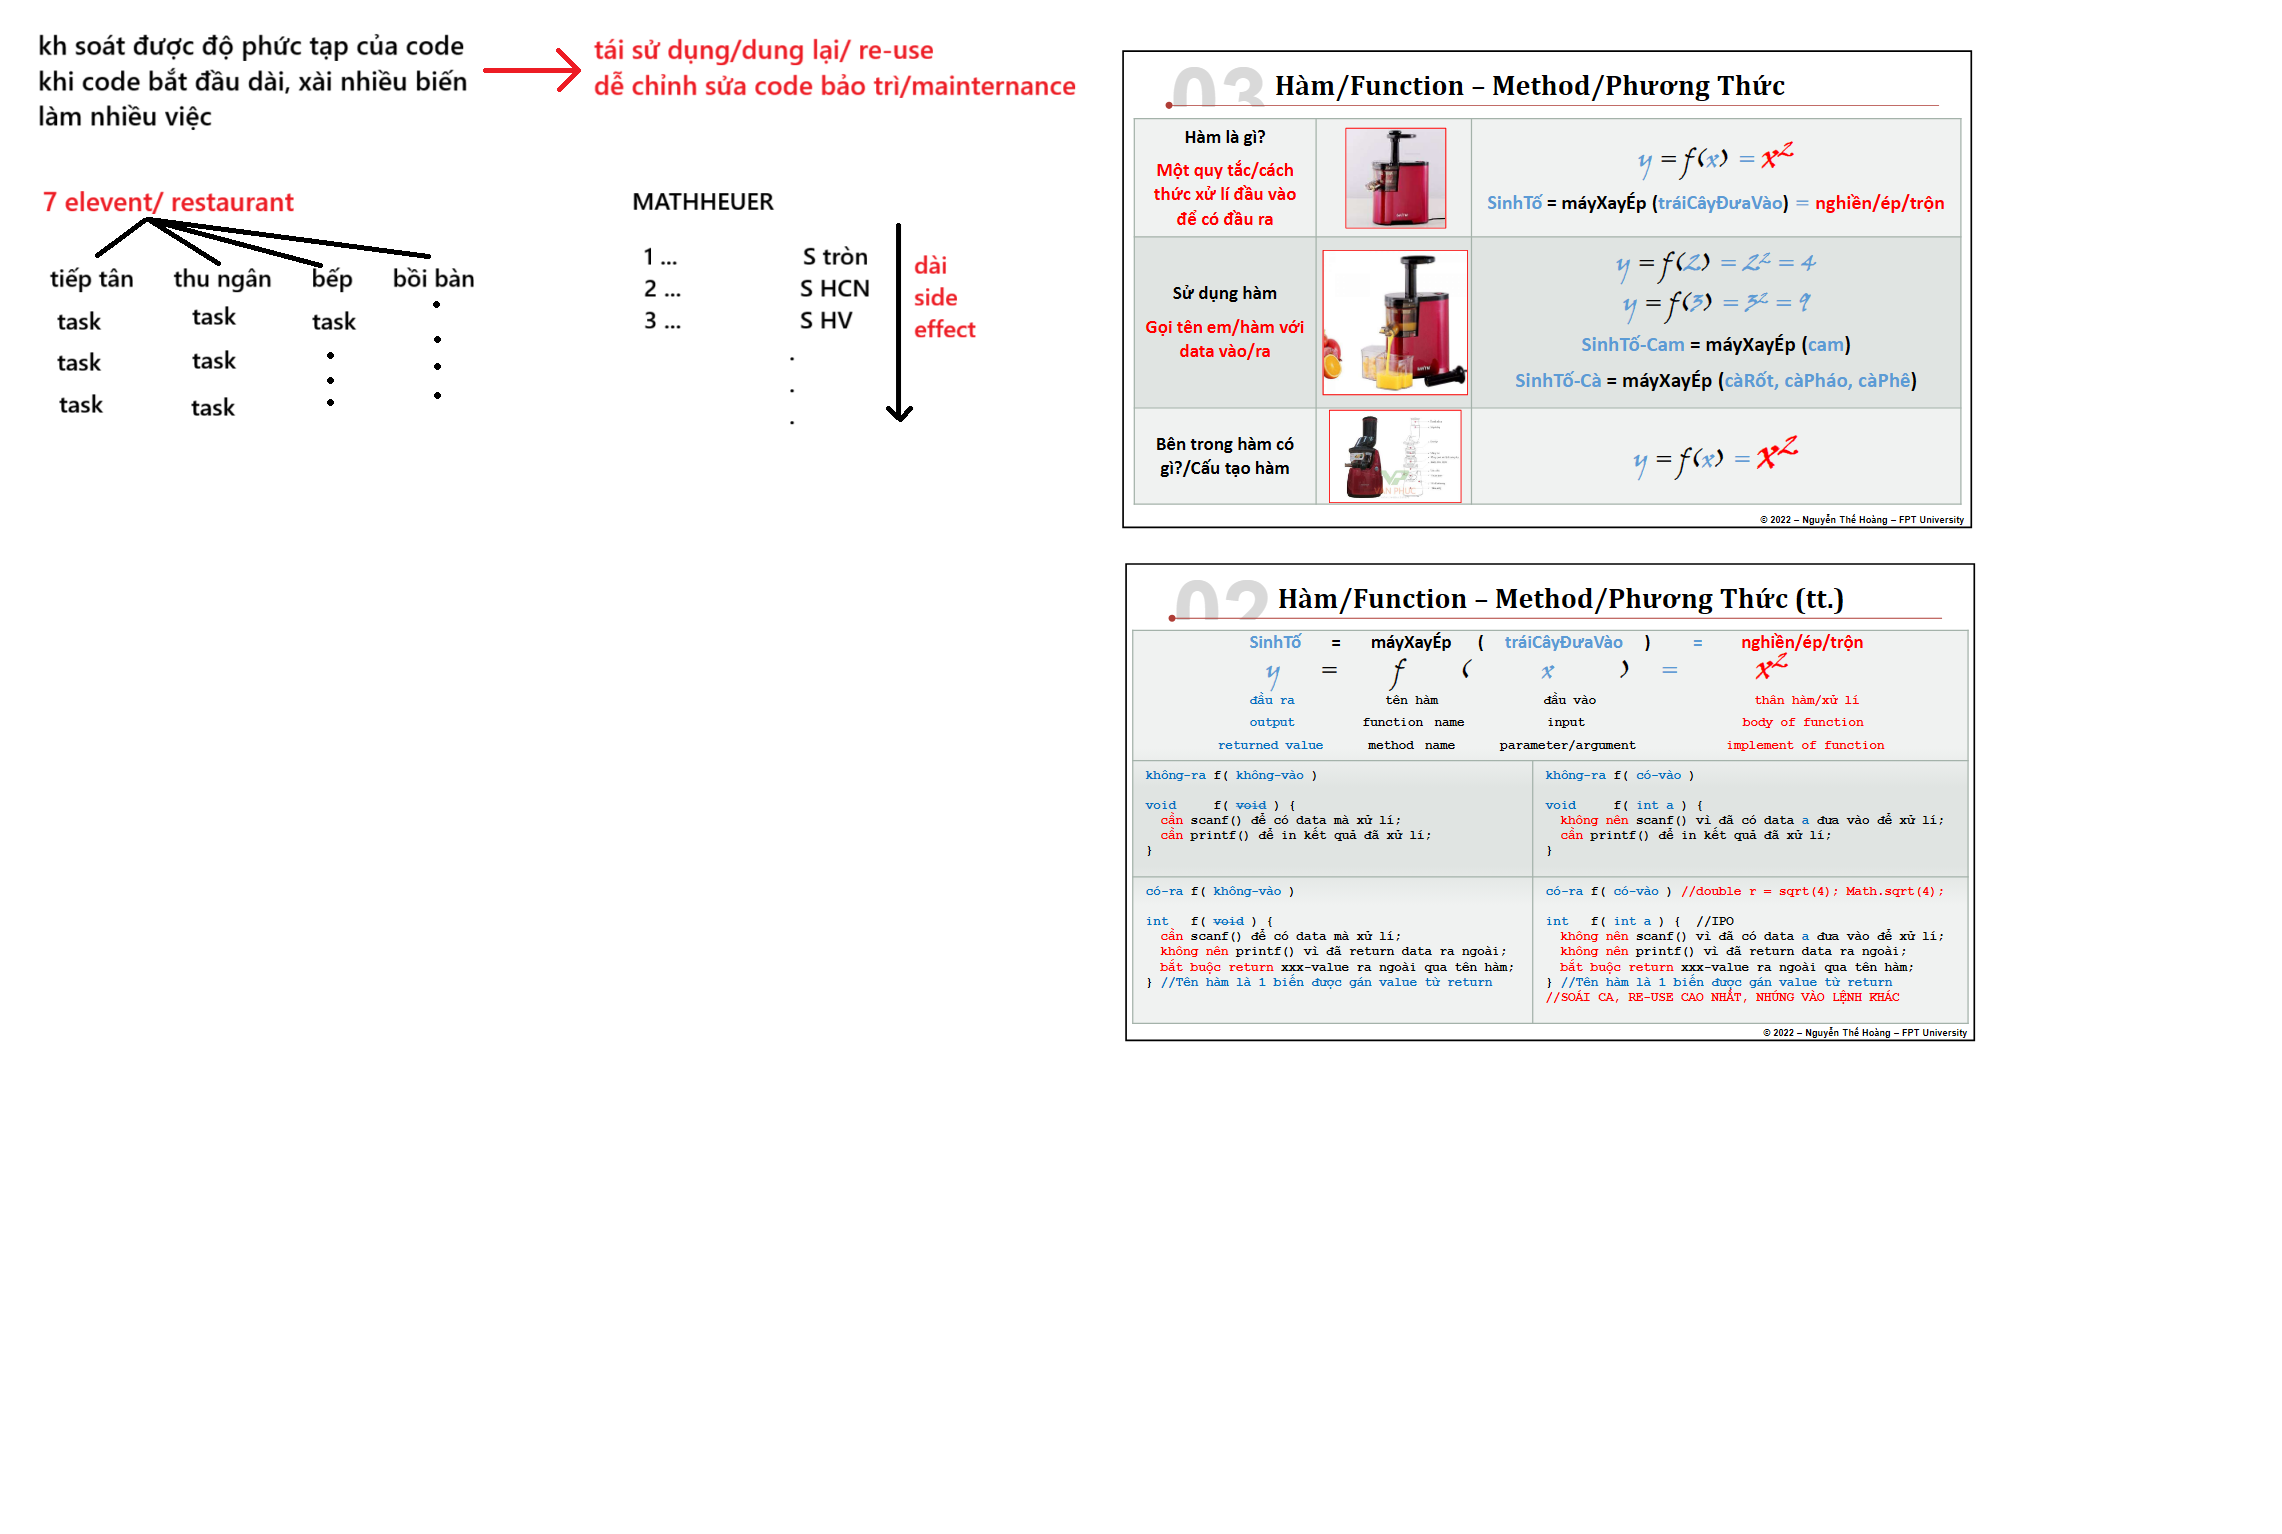 kh soát được độ phức tạp của code
khi code bắt đầu dài, xài nhiều biến
làm nhiều việc
tái sử dụng/dung lại/ re-use
dễ chỉnh sửa code bảo trì/mainternance
7 elevent/ restaurant
tiếp tân thu ngân bếp bồi bàn
task task task
task task
task task
MATHHEUER
1 ... S tròn
2 ... S HCN
3 ... S HV
.
.
.
dài
side
effect
03 Hàm/Function – Method/Phương Thức
Hàm là gì?
Một quy tắc/cách
thức xử lí đầu vào
để có đầu ra
y = f(x) = x²
SinhTố = máyXayÉp (tráiCâyĐưaVào) = nghiền/ép/trộn
Sử dụng hàm
Gọi tên em/hàm với
data vào/ra
y = f(2) = 2² = 4
y = f(3) = 3² = 9
SinhTố-Cam = máyXayÉp (cam)
SinhTố-Cà = máyXayÉp (càRốt, càPháo, càPhê)
Bên trong hàm có
gì?/Cấu tạo hàm
y = f(x) = x²
© 2022 – Nguyễn Thế Hoàng – FPT University
02 Hàm/Function – Method/Phương Thức (tt.)
SinhTố = máyXayÉp ( tráiCâyĐưaVào ) = nghiền/ép/trộn
y = f ( x ) = x²
đầu ra tên hàm đầu vào thân hàm/xử lí
output function name input body of function
returned value method name parameter/argument implement of function
không-ra f( không-vào )
void f( void ) {
cần scanf() để có data mà xử lí;
cần printf() để in kết quả đã xử lí;
}
không-ra f( có-vào )
void f( int a ) {
không nên scanf() vì đã có data a đưa vào để xử lí;
cần printf() để in kết quả đã xử lí;
}
có-ra f( không-vào )
int f( void ) {
cần scanf() để có data mà xử lí;
không nên printf() vì đã return data ra ngoài;
bắt buộc return xxx-value ra ngoài qua tên hàm;
} //Tên hàm là 1 biến được gán value từ return
có-ra f( có-vào ) //double r = sqrt(4); Math.sqrt(4);
int f( int a ) { //IPO
không nên scanf() vì đã có data a đưa vào để xử lí;
không nên printf() vì đã return data ra ngoài;
bắt buộc return xxx-value ra ngoài qua tên hàm;
} //Tên hàm là 1 biến được gán value từ return
//SOÁI CA, RE-USE CAO NHẤT, NHÚNG VÀO LỆNH KHÁC
© 2022 – Nguyễn Thế Hoàng – FPT University